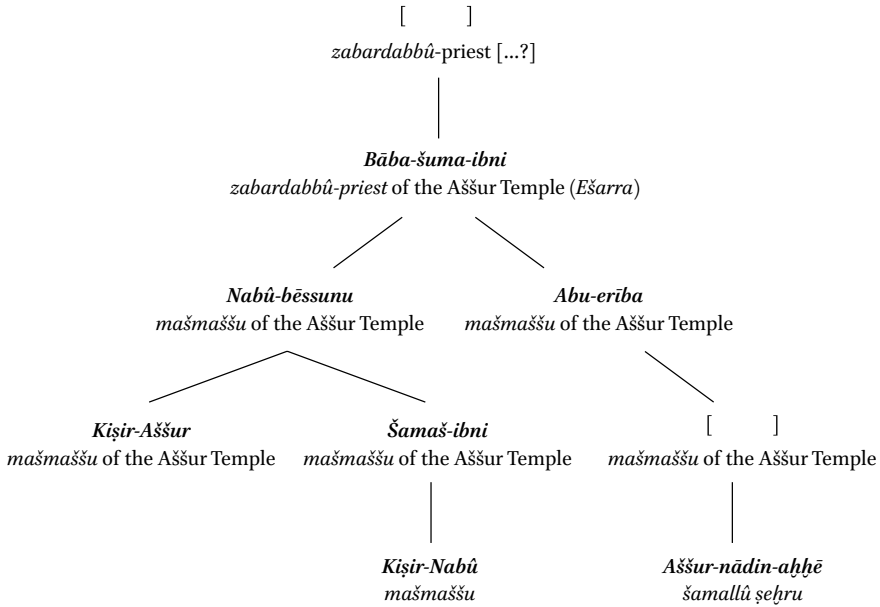 [ ]
zabardabbû-priest [...?]
Bāba-šuma-ibni
zabardabbû-priest of the Aššur Temple (Ešarra)
Nabû-bēssunu
mašmaššu of the Aššur Temple
Abu-erība
mašmaššu of the Aššur Temple
Kiṣir-Aššur
mašmaššu of the Aššur Temple
Šamaš-ibni
mašmaššu of the Aššur Temple
[ ]
mašmaššu of the Aššur Temple
Kiṣir-Nabû
mašmaššu
Aššur-nādin-aḫḫē
šamallû ṣeḫru